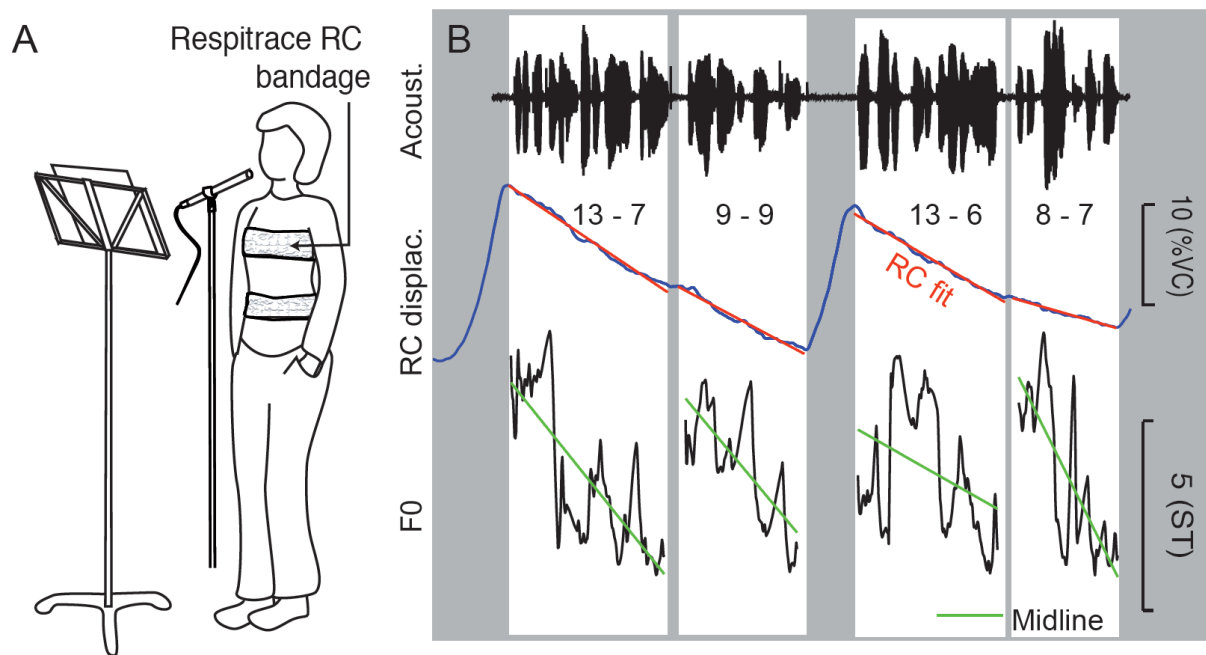 A
Respitrace RC
bandage
B
Acoust.
RC displac.
F0
13 - 7
9 - 9
13 - 6
8 - 7
RC fit
10 (%VC)
5 (ST)
Midline